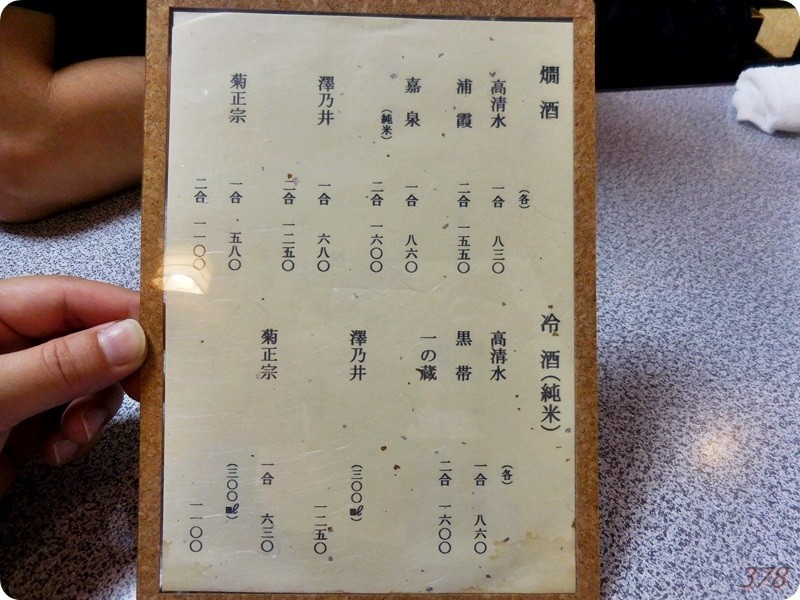 燗酒
高清水
浦霞
(各)
一合 八三〇
二合 一五五〇
嘉泉
(純米)
一合 八六〇
二合 一六〇〇
澤乃井
一合 六八〇
二合 一二五〇
菊正宗
一合 五八〇
二合 一一〇〇
冷酒(純米)
高清水
黒帯
一の蔵
(各)
一合 八六〇
二合 一六〇〇
澤乃井
(三〇〇㎖)
一二五〇
菊正宗
一合 六三〇
(三〇〇㎖)
一一〇〇
378